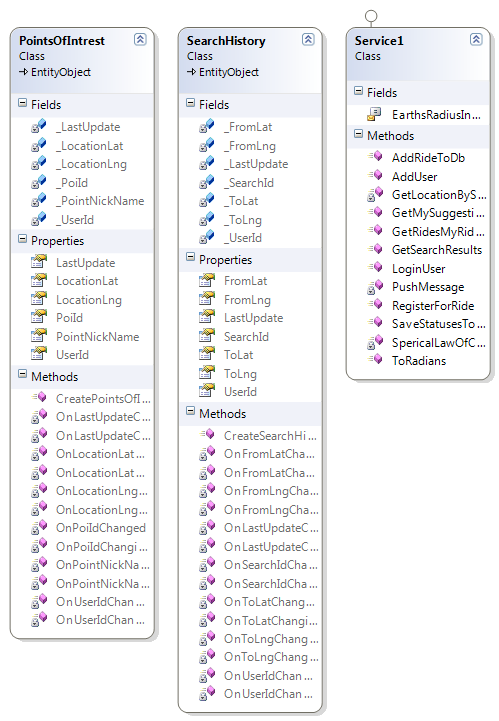 PointsOfIntrest
Class
EntityObject
Fields
_LastUpdate
_LocationLat
_LocationLng
_PoiId
_PointNickName
_UserId
Properties
LastUpdate
LocationLat
LocationLng
PoiId
PointNickName
UserId
Methods
CreatePointsOfI...
OnLastUpdateC...
OnLastUpdateC...
OnLocationLat...
OnLocationLat...
OnLocationLng...
OnLocationLng...
OnPoiIdChanged
OnPoiIdChangi...
OnPointNickNa...
OnPointNickNa...
OnUserIdChan...
OnUserIdChan...
SearchHistory
Class
EntityObject
Fields
_FromLat
_FromLng
_LastUpdate
_SearchId
_ToLat
_ToLng
_UserId
Properties
FromLat
FromLng
LastUpdate
SearchId
ToLat
ToLng
UserId
Methods
CreateSearchHi...
OnFromLatCha...
OnFromLatCha...
OnFromLngCha...
OnFromLngCha...
OnLastUpdateC...
OnLastUpdateC...
OnSearchIdCha...
OnSearchIdCha...
OnToLatChang...
OnToLatChangi...
OnToLngChang...
OnToLngChang...
OnUserIdChan...
OnUserIdChan...
Service1
Class
Fields
EarthsRadiusIn...
Methods
AddRideToDb
AddUser
GetLocationByS...
GetMySuggesti...
GetRidesMyRid...
GetSearchResults
LoginUser
PushMessage
RegisterForRide
SaveStatusesTo...
SpericalLawOfC...
ToRadians